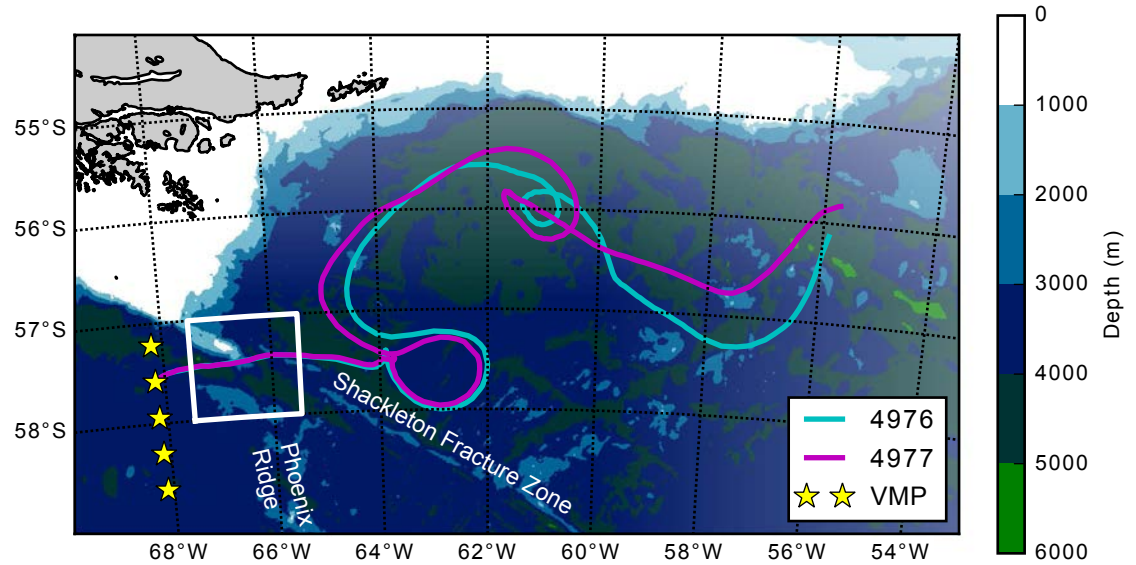 0
1000
2000
3000
4000
5000
6000
Depth (m)
55°S
56°S
57°S
58°S
Shackleton Fracture Zone
Phoenix
Ridge
4976
4977
VMP
68°W
66°W
64°W
62°W
60°W
58°W
56°W
54°W